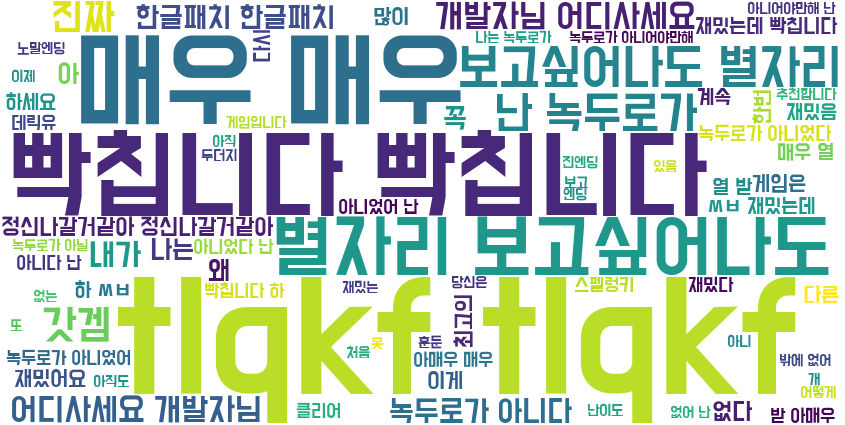 진짜 한글패치 한글패치 많이 개발자님 어디사세요 아니어야만해 난
재밌는데 빡칩니다
노말엔딩 다시 나는 녹두로가 녹두로가 아니어야만해
이제 아 매우 매우 보고싶어나도 별자리
하세요 꼭 난 녹두로가 계속 한번 추천합니다
재밌음
데릭유 게임입니다 녹두로가 아니었다
아직 매우 열
두더지 빡칩니다 빡칩니다 진엔딩 있음
보고 열 받게임은
엔딩 아니었어 난 ㅆㅂ 재밌는데
정신나갈거같아 정신나갈거같아 별자리 보고싶어나도
녹두로가 아닐 내가 나는 아니었다 난
아니다 난 왜
하 ㅆㅂ 빡칩니다 하 재밌는 당신은 스펠렁키 재밌다 다른
없는 최고의
또 갓겜 tlqkf tlqkf
녹두로가 아니었어 처음 못 훈둔 아니
아매우 매우 밖에 없어
재밌어요 아직도 이게 개
어떻게
어디사세요 개발자님 클리어 녹두로가 아니다 난이도 없어 난 없다 받 아매우